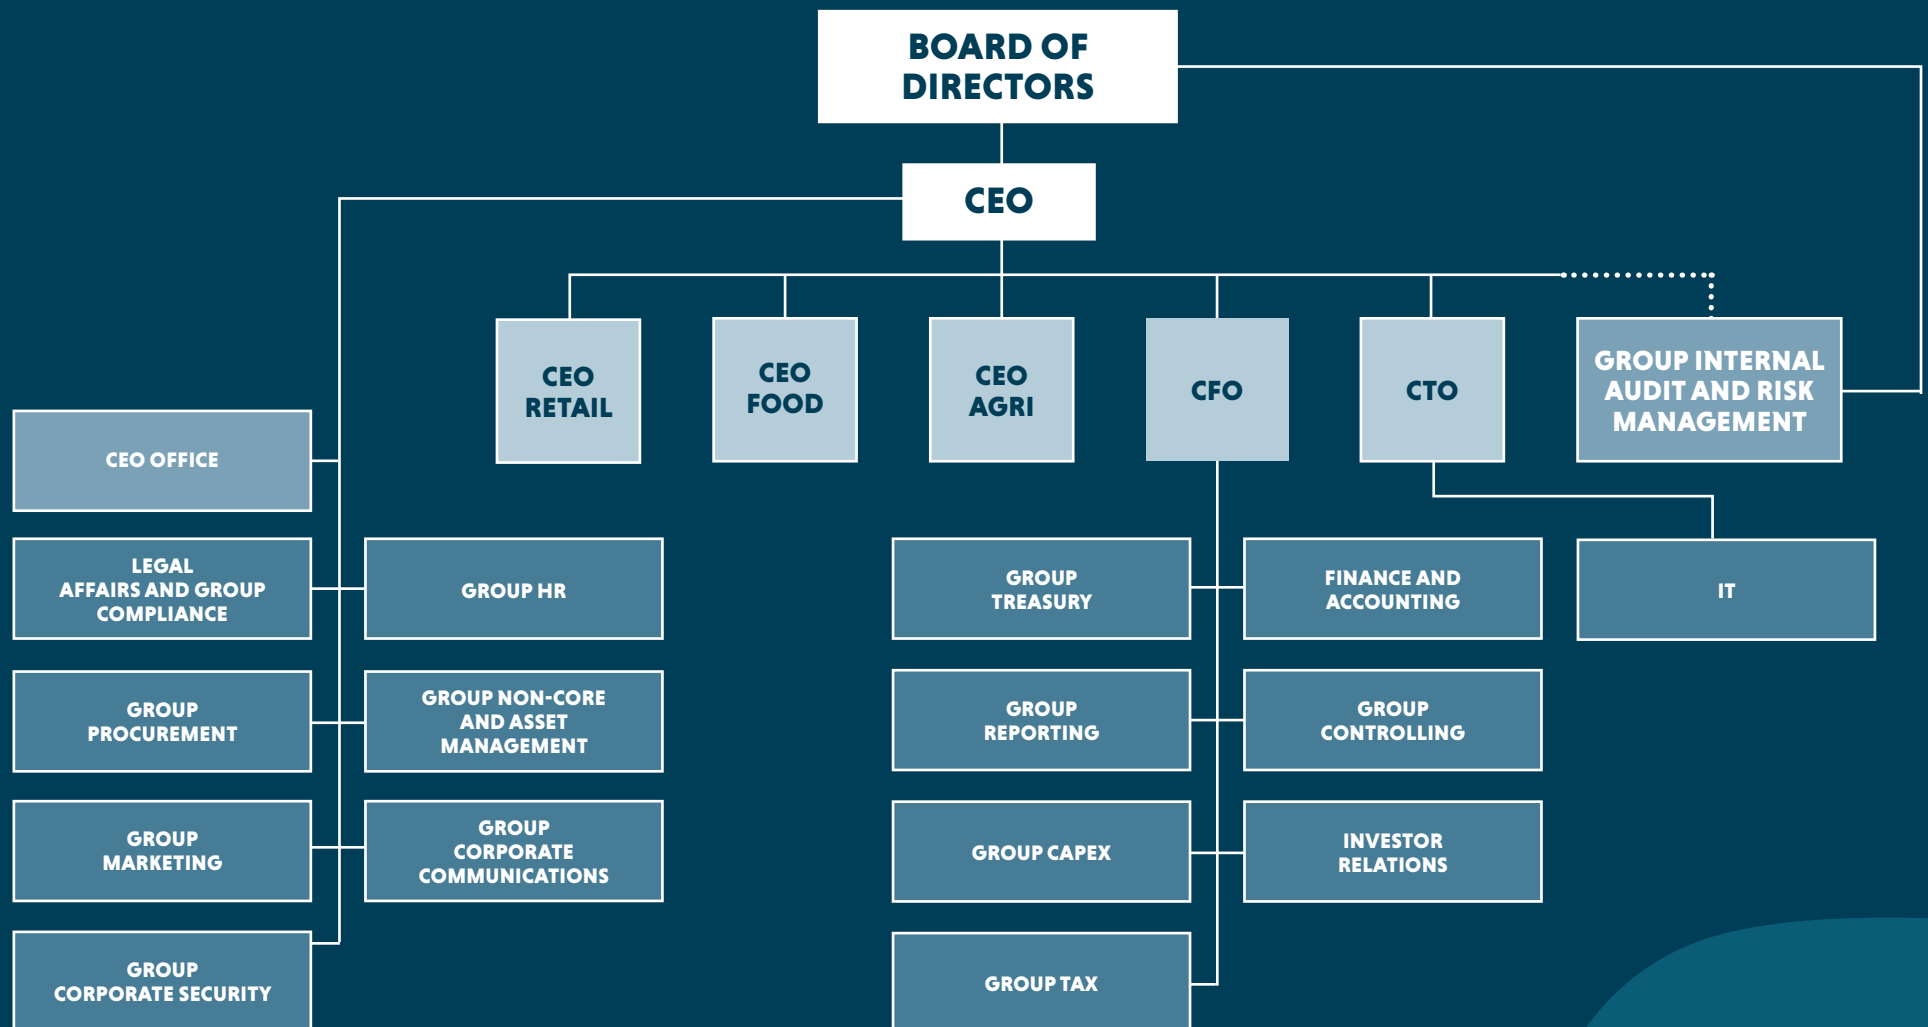 BOARD OF
DIRECTORS
CEO
CEO
RETAIL
CEO
FOOD
CEO
AGRI
CFO
CTO
GROUP INTERNAL
AUDIT AND RISK
MANAGEMENT
CEO OFFICE
LEGAL
AFFAIRS AND GROUP
COMPLIANCE
GROUP HR
GROUP
TREASURY
FINANCE AND
ACCOUNTING
IT
GROUP
PROCUREMENT
GROUP NON-CORE
AND ASSET
MANAGEMENT
GROUP
REPORTING
GROUP
CONTROLLING
GROUP
MARKETING
GROUP
CORPORATE
COMMUNICATIONS
GROUP CAPEX
INVESTOR
RELATIONS
GROUP
CORPORATE SECURITY
GROUP TAX